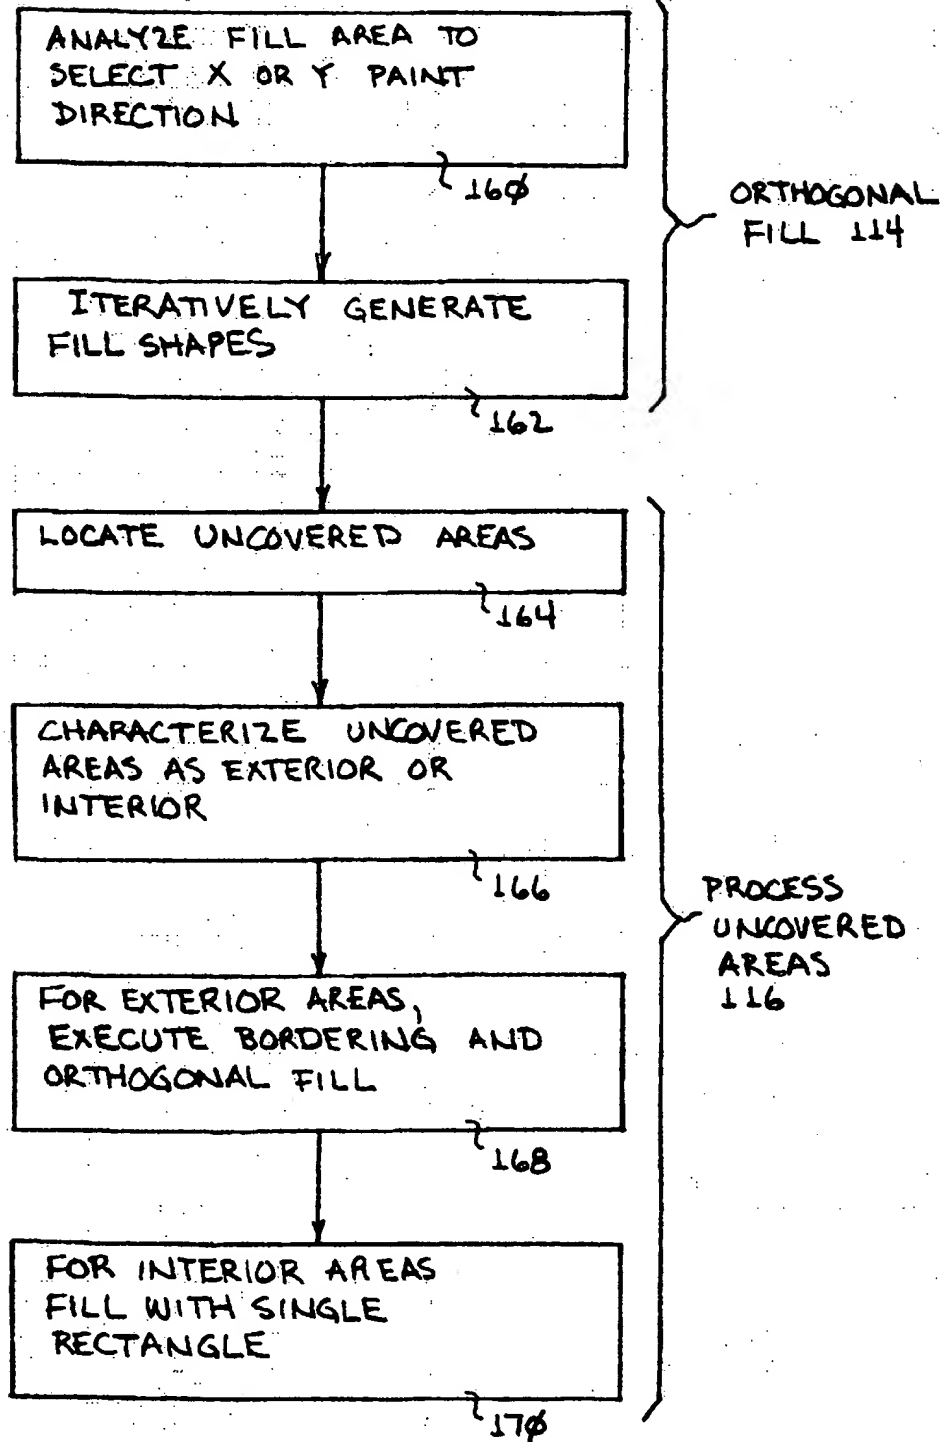 ANALYZE FILL AREA TO
SELECT X OR Y PAINT
DIRECTION
160
ORTHOGONAL
FILL 114
ITERATIVELY GENERATE
FILL SHAPES
162
LOCATE UNCOVERED AREAS
164
CHARACTERIZE UNCOVERED
AREAS AS EXTERIOR OR
INTERIOR
166
PROCESS
UNCOVERED
AREAS
116
FOR EXTERIOR AREAS,
EXECUTE BORDERING AND
ORTHOGONAL FILL
168
FOR INTERIOR AREAS
FILL WITH SINGLE
RECTANGLE
170